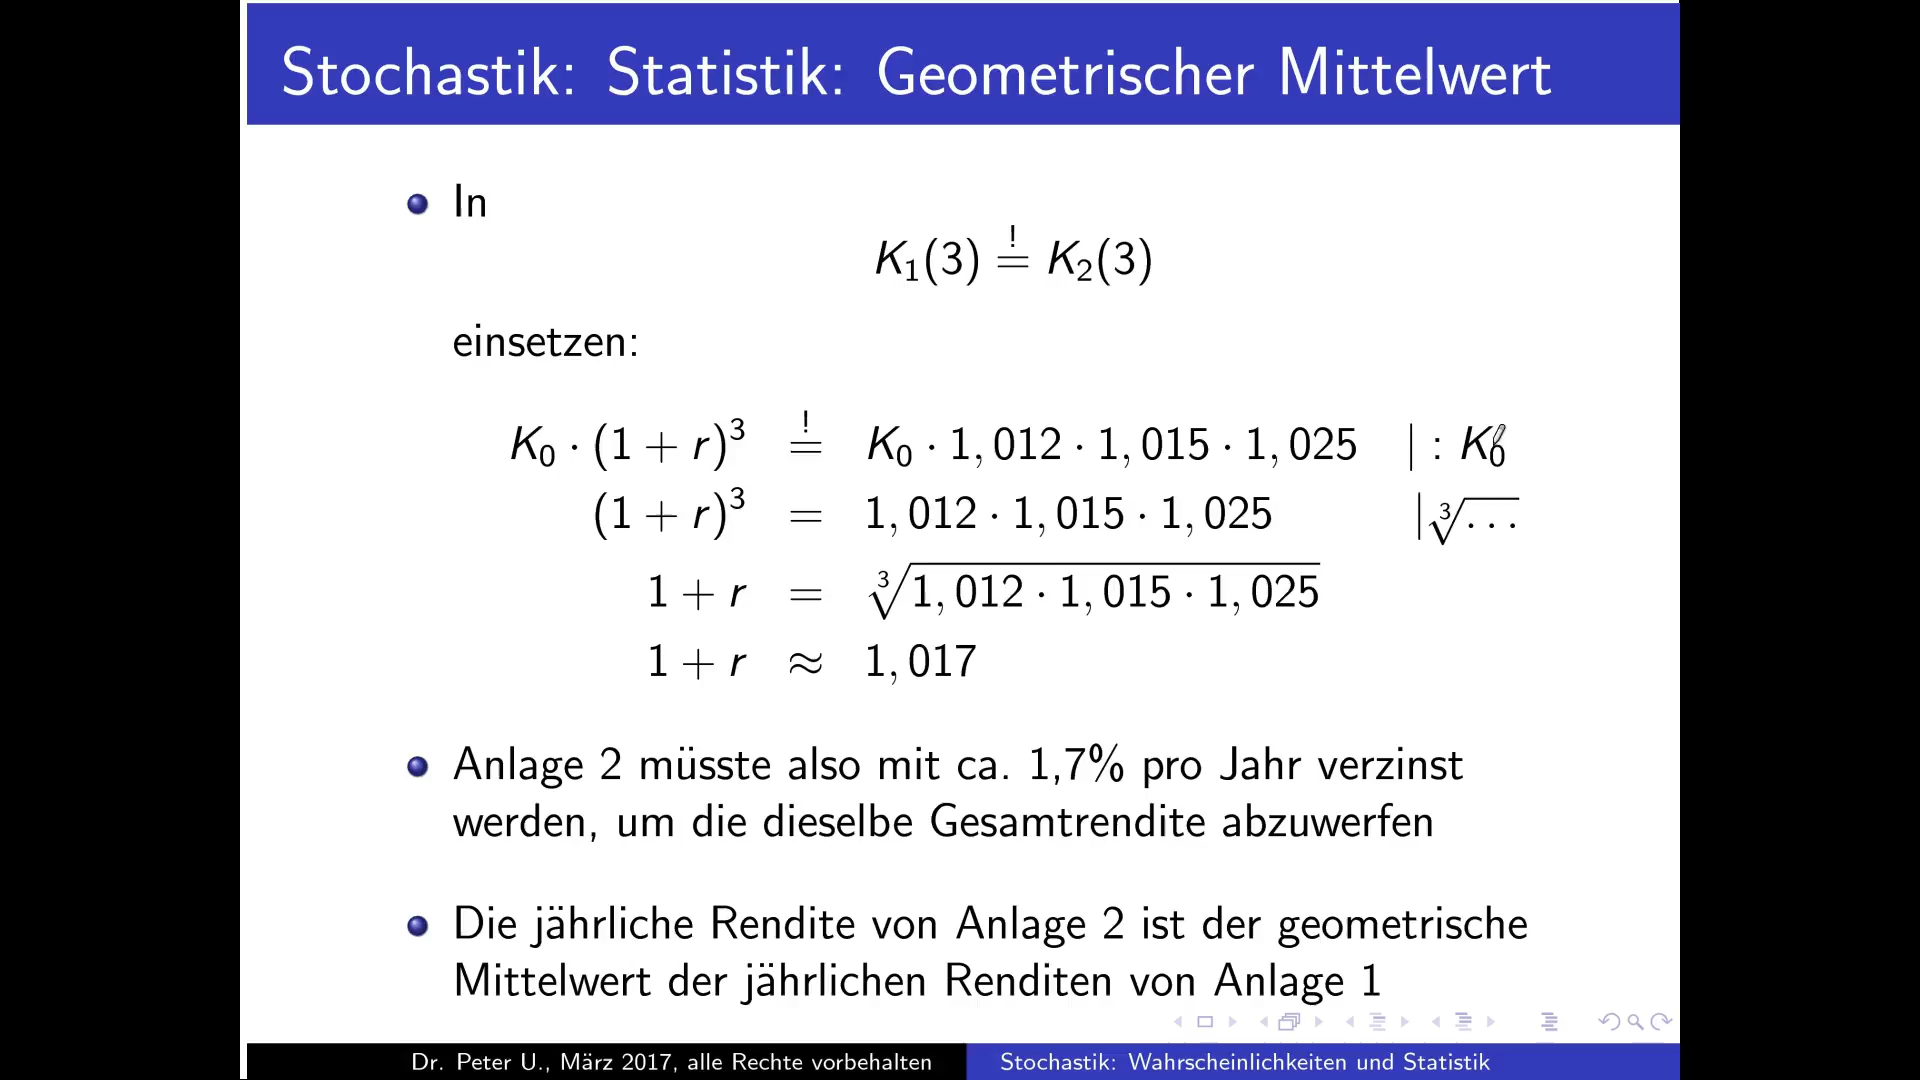 Stochastik: Statistik: Geometrischer Mittelwert
In
K₁(3) =! K₂(3)
einsetzen:
K₀ · (1 + r)³ =! K₀ · 1, 012 · 1, 015 · 1, 025 | : K₀
(1 + r)³ = 1, 012 · 1, 015 · 1, 025 |∛...
1 + r = ∛1, 012 · 1, 015 · 1, 025
1 + r ≈ 1, 017
Anlage 2 müsste also mit ca. 1,7% pro Jahr verzinst
werden, um die dieselbe Gesamtrendite abzuwerfen
Die jährliche Rendite von Anlage 2 ist der geometrische
Mittelwert der jährlichen Renditen von Anlage 1
Dr. Peter U., März 2017, alle Rechte vorbehalten Stochastik: Wahrscheinlichkeiten und Statistik